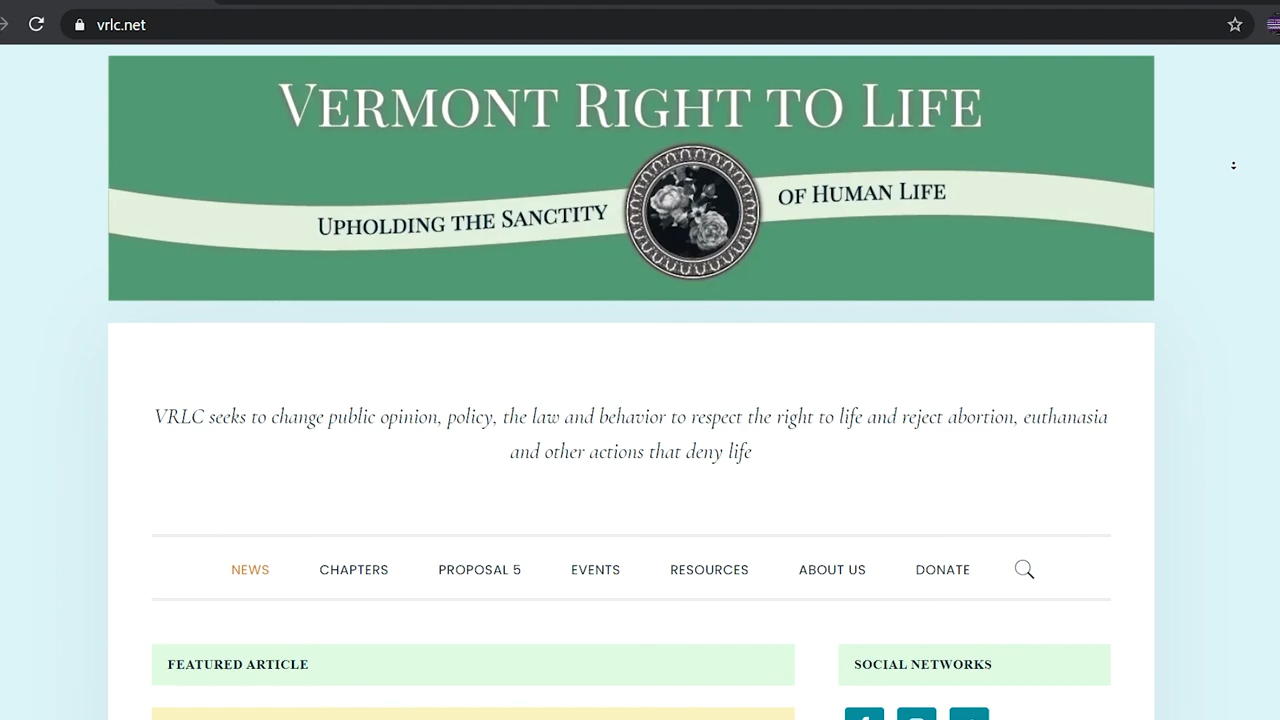 vrlc.net
VERMONT RIGHT TO LIFE
UPHOLDING THE SANCTITY OF HUMAN LIFE
VRLC seeks to change public opinion, policy, the law and behavior to respect the right to life and reject abortion, euthanasia
and other actions that deny life
NEWS CHAPTERS PROPOSAL 5 EVENTS RESOURCES ABOUT US DONATE
FEATURED ARTICLE
SOCIAL NETWORKS